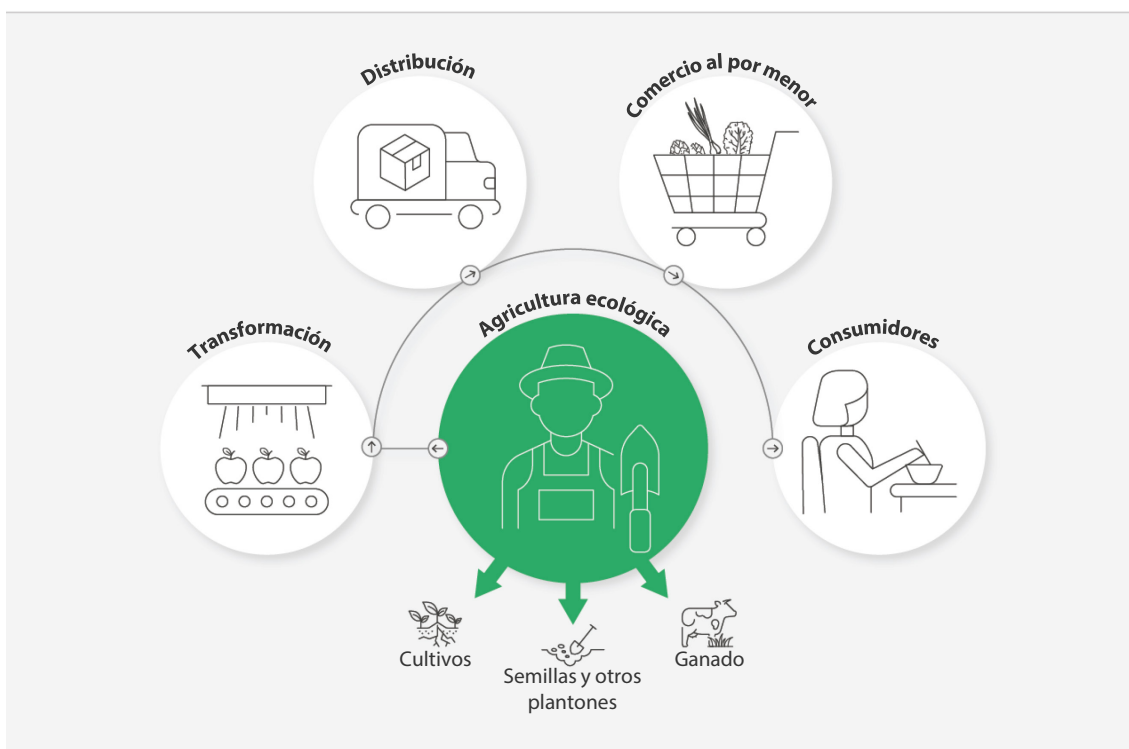 Distribución
Comercio al por menor
Transformación
Agricultura ecológica
Consumidores
Cultivos
Semillas y otros
plantones
Ganado